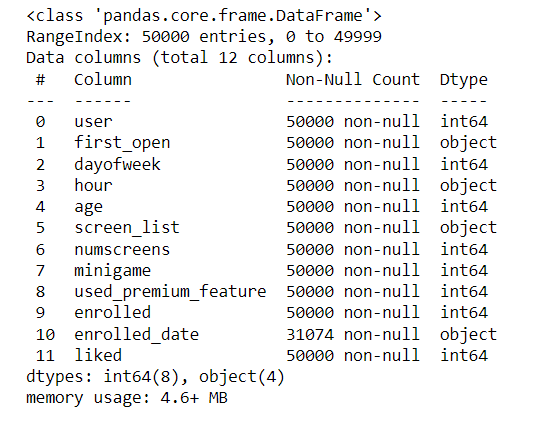 <class 'pandas.core.frame.DataFrame'>
RangeIndex: 50000 entries, 0 to 49999
Data columns (total 12 columns):
 #   Column                Non-Null Count  Dtype
---  ------                --------------  -----
 0   user                  50000 non-null  int64
 1   first_open            50000 non-null  object
 2   dayofweek             50000 non-null  int64
 3   hour                  50000 non-null  object
 4   age                   50000 non-null  int64
 5   screen_list           50000 non-null  object
 6   numscreens            50000 non-null  int64
 7   minigame              50000 non-null  int64
 8   used_premium_feature  50000 non-null  int64
 9   enrolled              50000 non-null  int64
 10  enrolled_date         31074 non-null  object
 11  liked                 50000 non-null  int64
dtypes: int64(8), object(4)
memory usage: 4.6+ MB